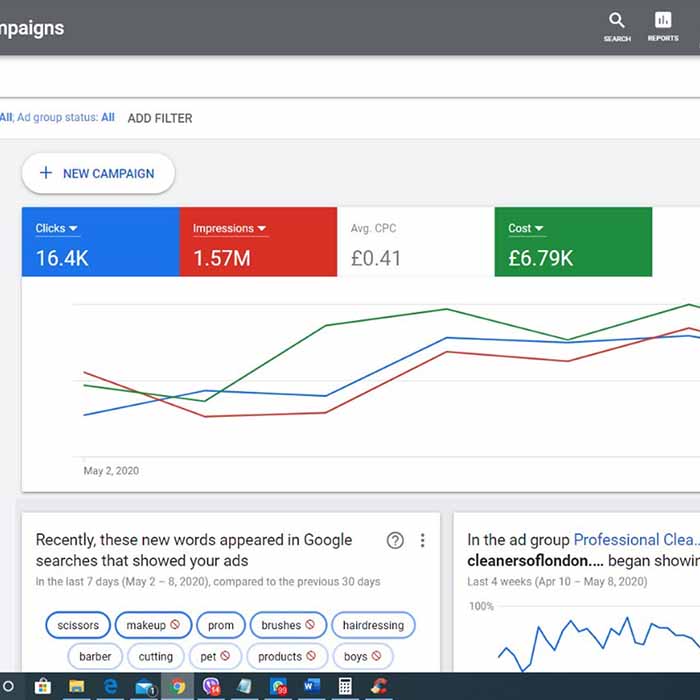 mpaigns
SEARCH
REPORTS
All, Ad group status: All ADD FILTER
+ NEW CAMPAIGN
Clicks
Impressions
Avg. CPC
Cost
16.4K
1.57M
£0.41
£6.79K
May 2, 2020
Recently, these new words appeared in Google
searches that showed your ads
In the last 7 days (May 2 – 8, 2020), compared to the previous 30 days
scissors
makeup
prom
brushes
hairdressing
barber
cutting
pet
products
boys
In the ad group Professional Clea..
cleanersoflondon.... began showin
Last 4 weeks (Apr 10 – May 8, 2020)
100%
1
14
99